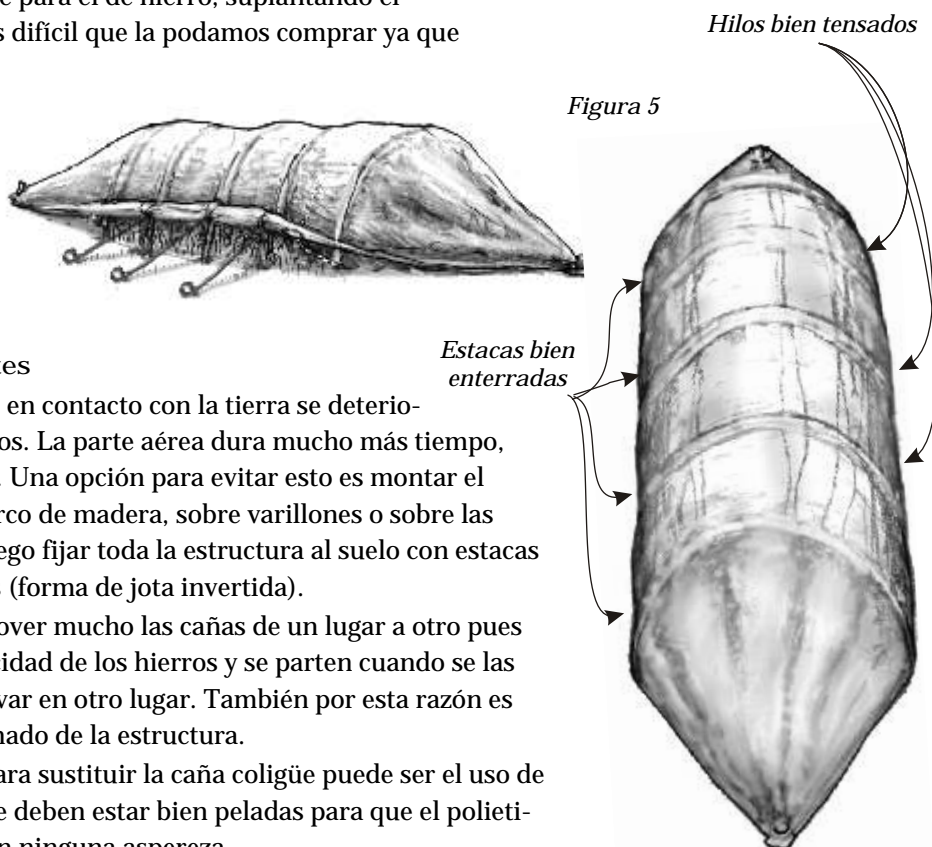 e para el de hierro, suplantando el
s difícil que la podamos comprar ya que
Hilos bien tensados
Figura 5
Estacas bien
enterradas
tes
en contacto con la tierra se deterio-
os. La parte aérea dura mucho más tiempo,
. Una opción para evitar esto es montar el
rco de madera, sobre varillones o sobre las
ego fijar toda la estructura al suelo con estacas
s (forma de jota invertida).
over mucho las cañas de un lugar a otro pues
cidad de los hierros y se parten cuando se las
var en otro lugar. También por esta razón es
nado de la estructura.
ara sustituir la caña coligüe puede ser el uso de
e deben estar bien peladas para que el polieti-
n ninguna aspereza